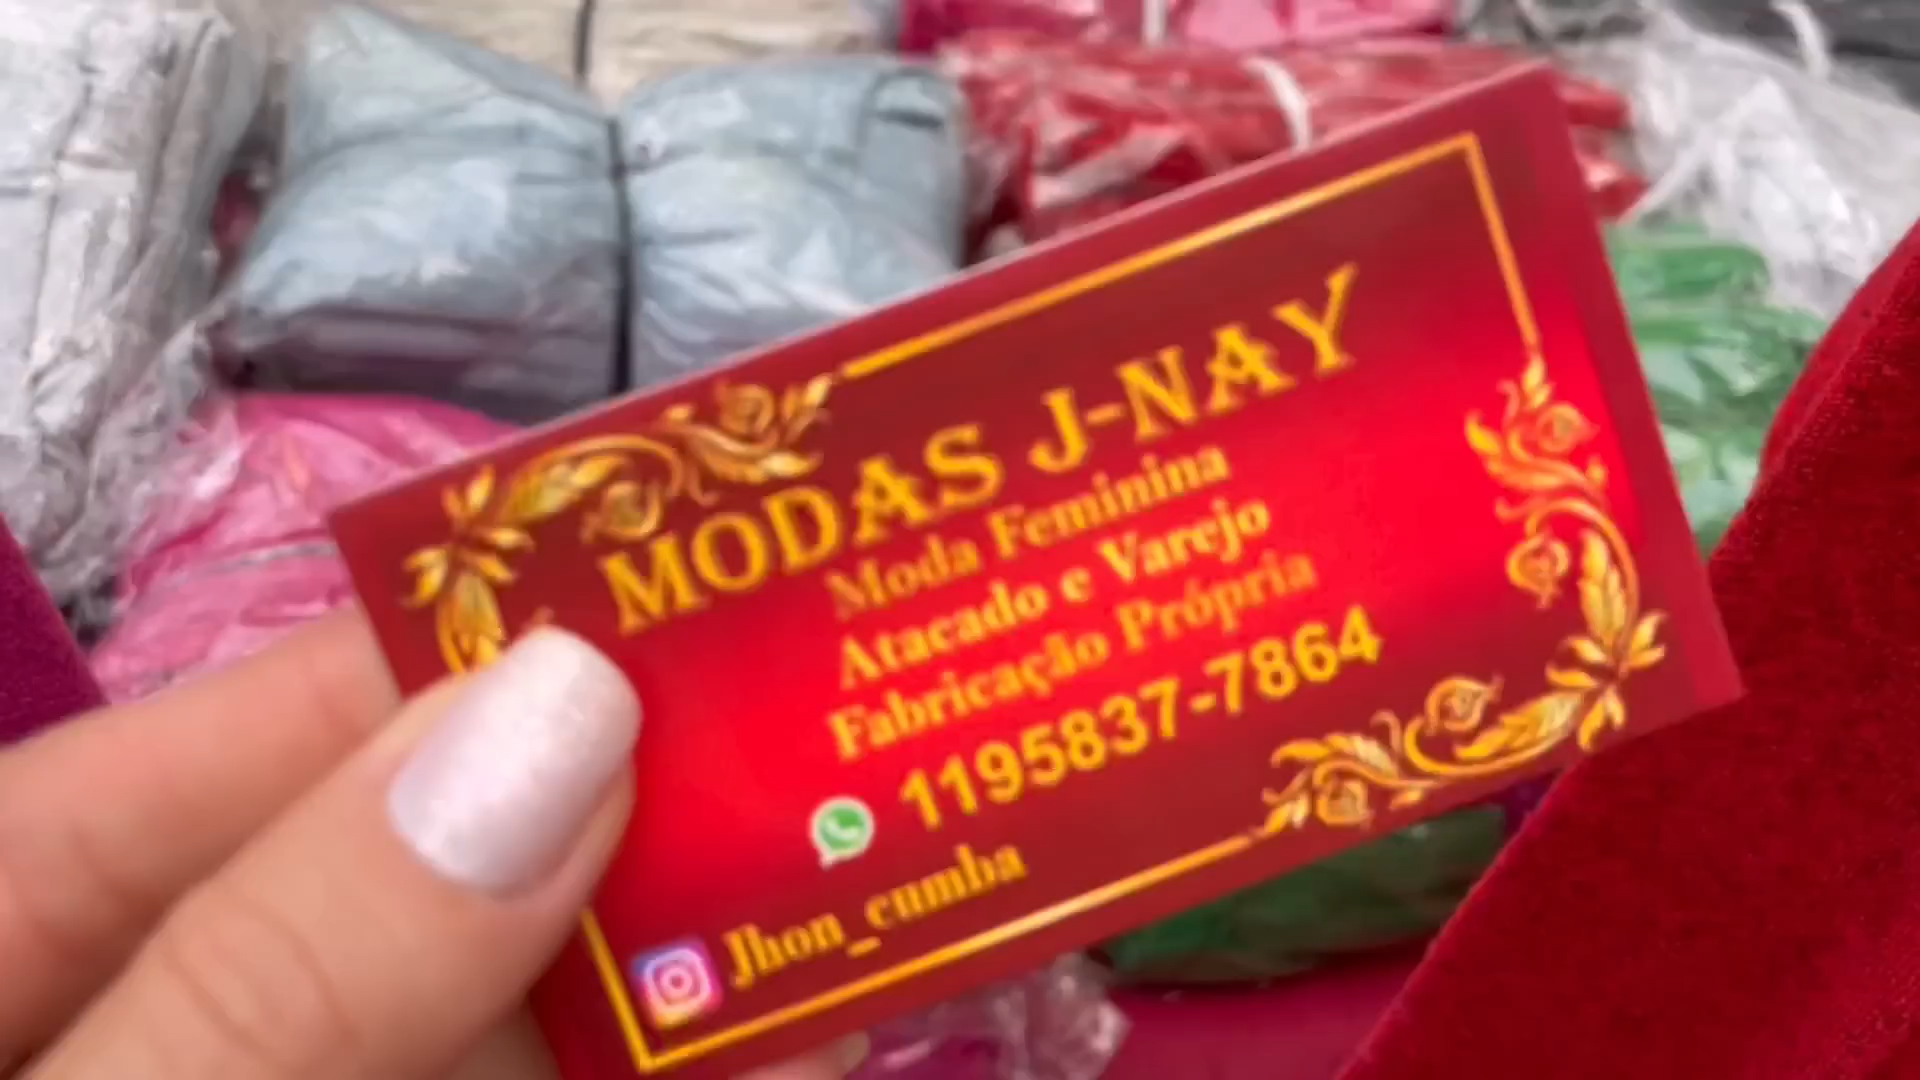 MODAS J-NAY
Moda Feminina
Atacado e Varejo
Fabricação Própria
1195837-7864
Jhon_cumba